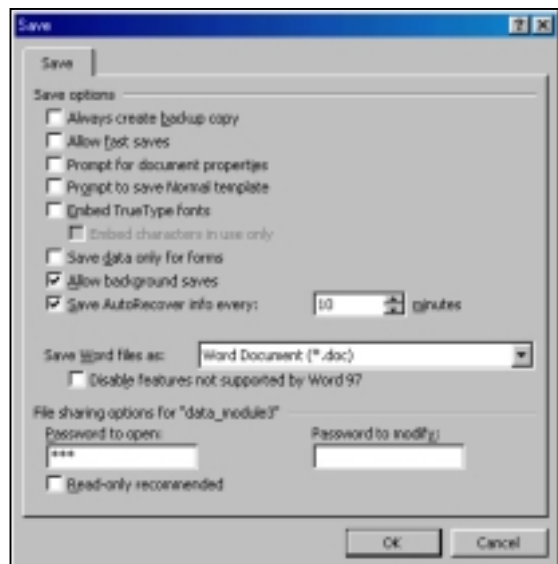 Save
Save
Save options
Always create backup copy
Allow fast saves
Prompt for document properties
Prompt to save Normal template
Embed TrueType fonts
Embed characters in use only
Save data only for forms
Allow background saves
Save AutoRecover info every: 10 minutes
Save Word files as: Word Document (*.doc)
Disable features not supported by Word 97
File sharing options for "data_module3"
Password to open: Password to modify:
***
Read-only recommended
OK Cancel